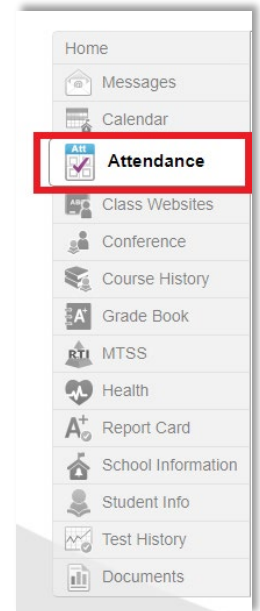 Home
Messages
Calendar
Att
Attendance
Class Websites
Conference
Course History
A+ Grade Book
RTI MTSS
Health
A+ Report Card
School Information
Student Info
Test History
Documents